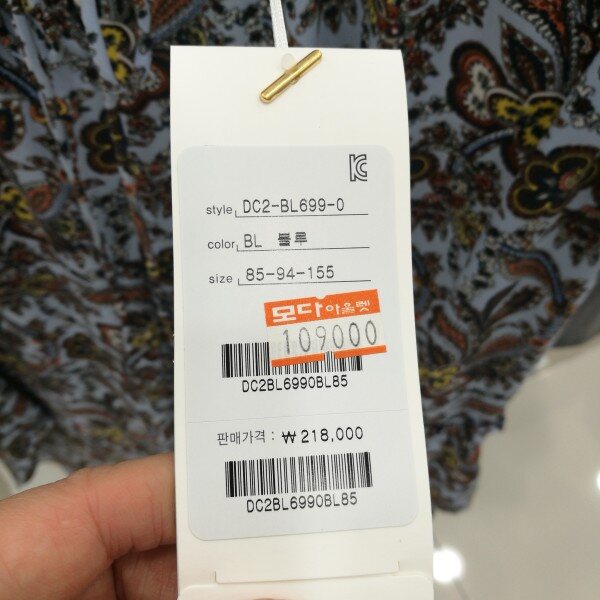 KC
style DC2-BL699-0
color BL 블루
size 85-94-155
모다아울렛
109000
DC2BL6990BL85
판매가격 : ₩ 218,000
DC2BL6990BL85